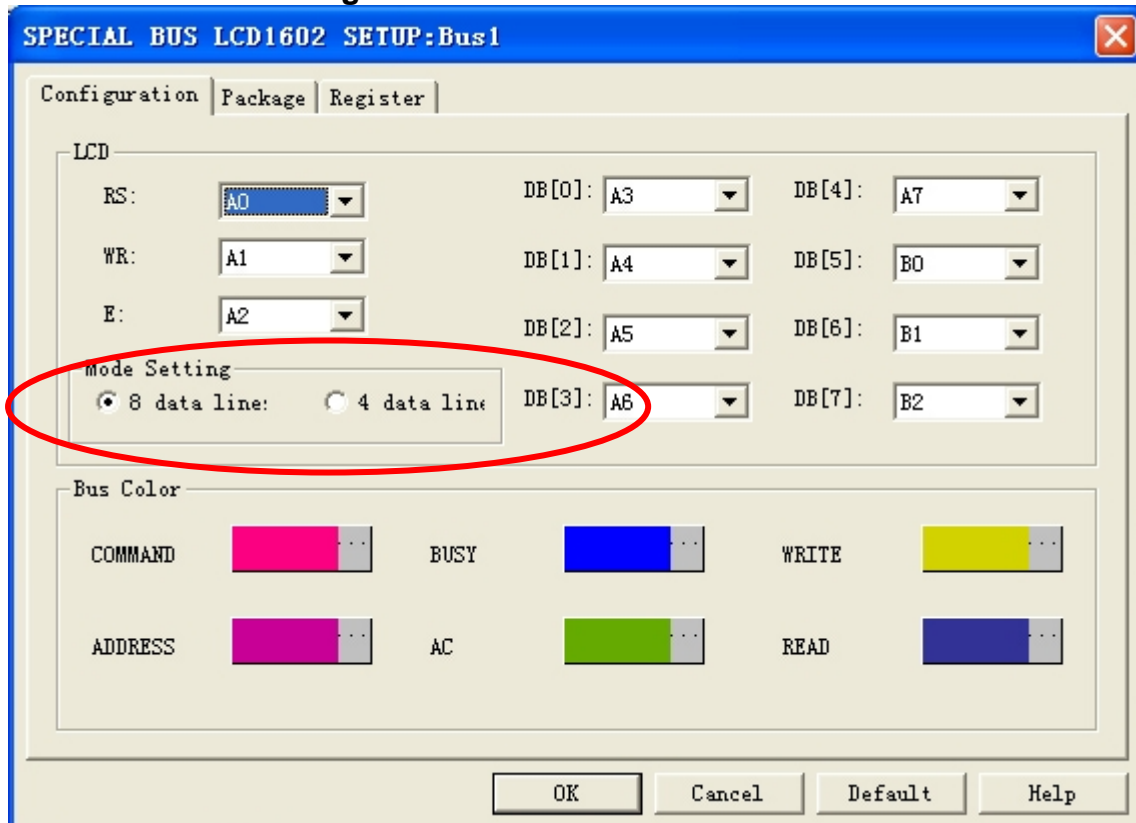 SPECIAL BUS LCD1602 SETUP:Bus1
Configuration Package Register
LCD
RS: A0 DB[0]: A3 DB[4]: A7
WR: A1 DB[1]: A4 DB[5]: B0
E: A2 DB[2]: A5 DB[6]: B1
Mode Setting
8 data line: 4 data line DB[3]: A6 DB[7]: B2
Bus Color
COMMAND ... BUSY ... WRITE ...
ADDRESS ... AC ... READ ...
OK Cancel Default Help